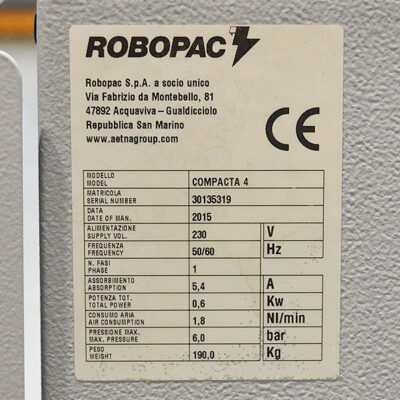 ROBOPAC
Robopac S.p.A. a socio unico
Via Fabrizio da Montebello, 81
47892 Acquaviva – Gualdicciolo
Repubblica San Marino
www.aetnagroup.com
CE
MODELLO
MODEL COMPACTA 4
MATRICOLA
SERIAL NUMBER 30135319
DATA
DATE OF MAN. 2015
ALIMENTAZIONE
SUPPLY VOL. 230 V
FREQUENZA
FREQUENCY 50/60 Hz
N. FASI
PHASE 1
ASSORBIMENTO
ABSORPTION 5,4 A
POTENZA TOT.
TOTAL POWER 0,6 Kw
CONSUMO ARIA
AIR CONSUMPTION 1,8 Nl/min
PRESSIONE MAX.
MAX. PRESSURE 6,0 bar
PESO
WEIGHT 190,0 Kg